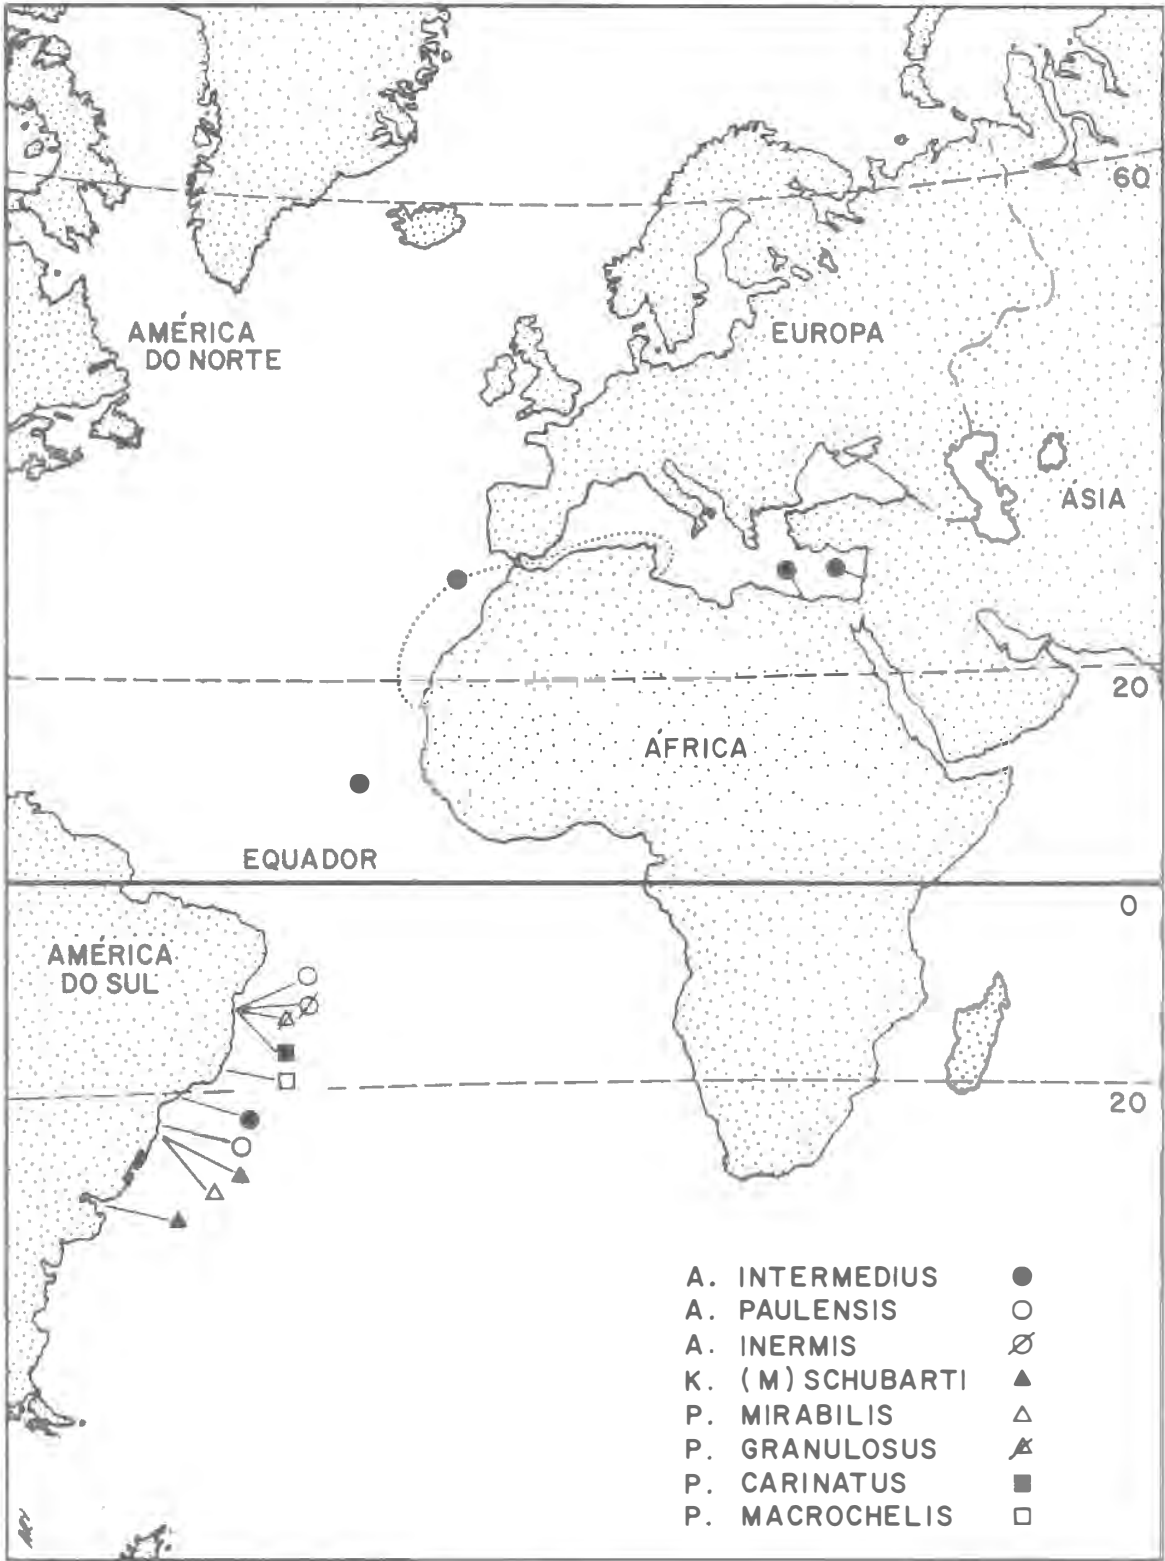 60
AMÉRICA
DO NORTE
EUROPA
ÁSIA
20
ÁFRICA
EQUADOR
0
AMÉRICA
DO SUL
20
A. INTERMEDIUS
A. PAULENSIS
A. INERMIS
K. (M) SCHUBARTI
P. MIRABILIS
P. GRANULOSUS
P. CARINATUS
P. MACROCHELIS